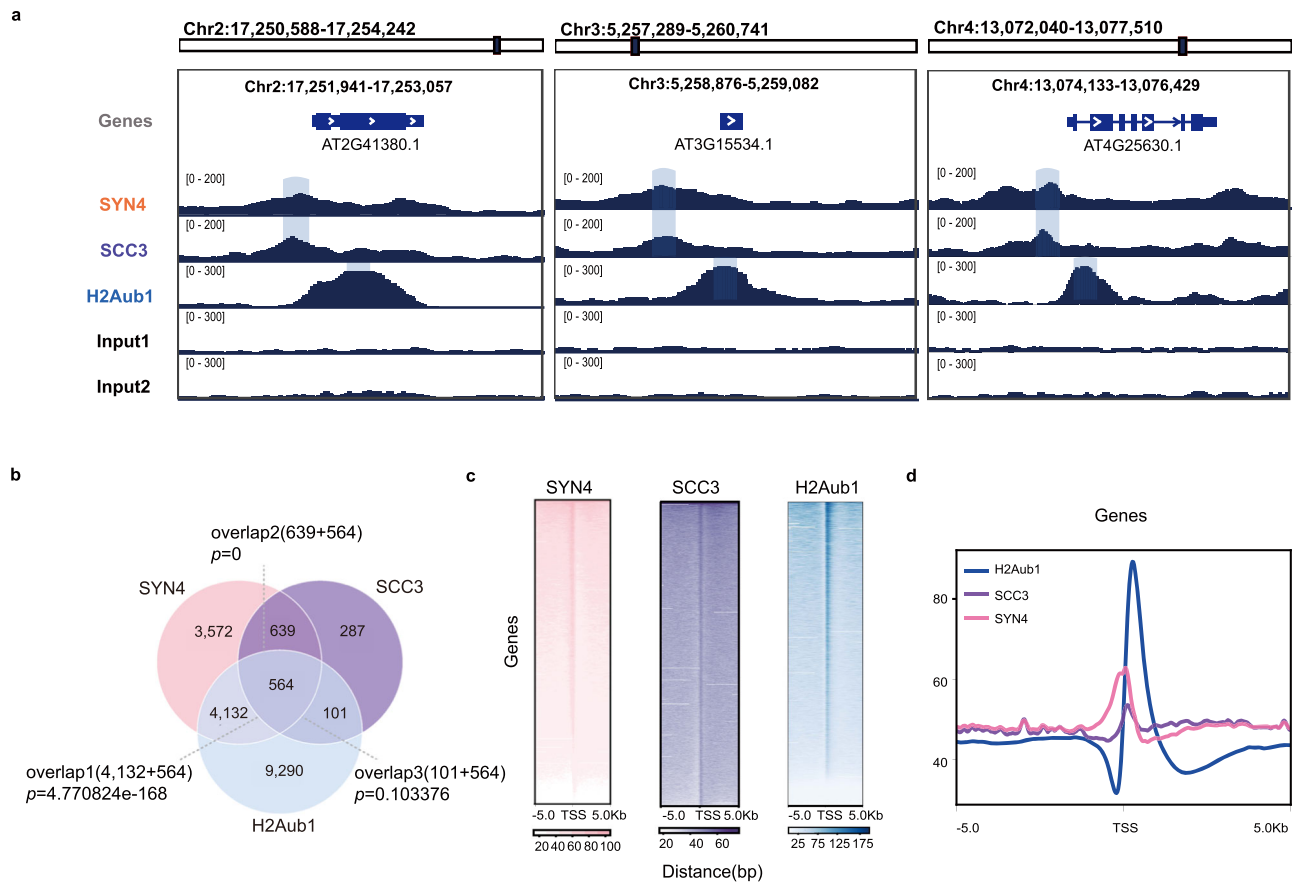 a
Chr2:17,250,588-17,254,242
Chr3:5,257,289-5,260,741
Chr4:13,072,040-13,077,510
Chr2:17,251,941-17,253,057
Chr3:5,258,876-5,259,082
Chr4:13,074,133-13,076,429
Genes
AT2G41380.1
AT3G15534.1
AT4G25630.1
SYN4
[0 - 200]
[0 - 200]
[0 - 200]
SCC3
[0 - 200]
[0 - 200]
[0 - 200]
H2Aub1
[0 - 300]
[0 - 300]
[0 - 300]
Input1
[0 - 300]
[0 - 300]
[0 - 300]
Input2
[0 - 300]
[0 - 300]
[0 - 300]
b
overlap2(639+564)
p=0
SYN4
SCC3
3,572
639
287
564
4,132
101
9,290
overlap1(4,132+564)
p=4.770824e-168
overlap3(101+564)
p=0.103376
H2Aub1
c
SYN4
SCC3
H2Aub1
Genes
-5.0 TSS 5.0Kb
-5.0 TSS 5.0Kb
-5.0 TSS 5.0Kb
20 40 60 80 100
20 40 60
25 75 125 175
Distance(bp)
d
Genes
H2Aub1
SCC3
SYN4
80
60
40
-5.0 TSS 5.0Kb